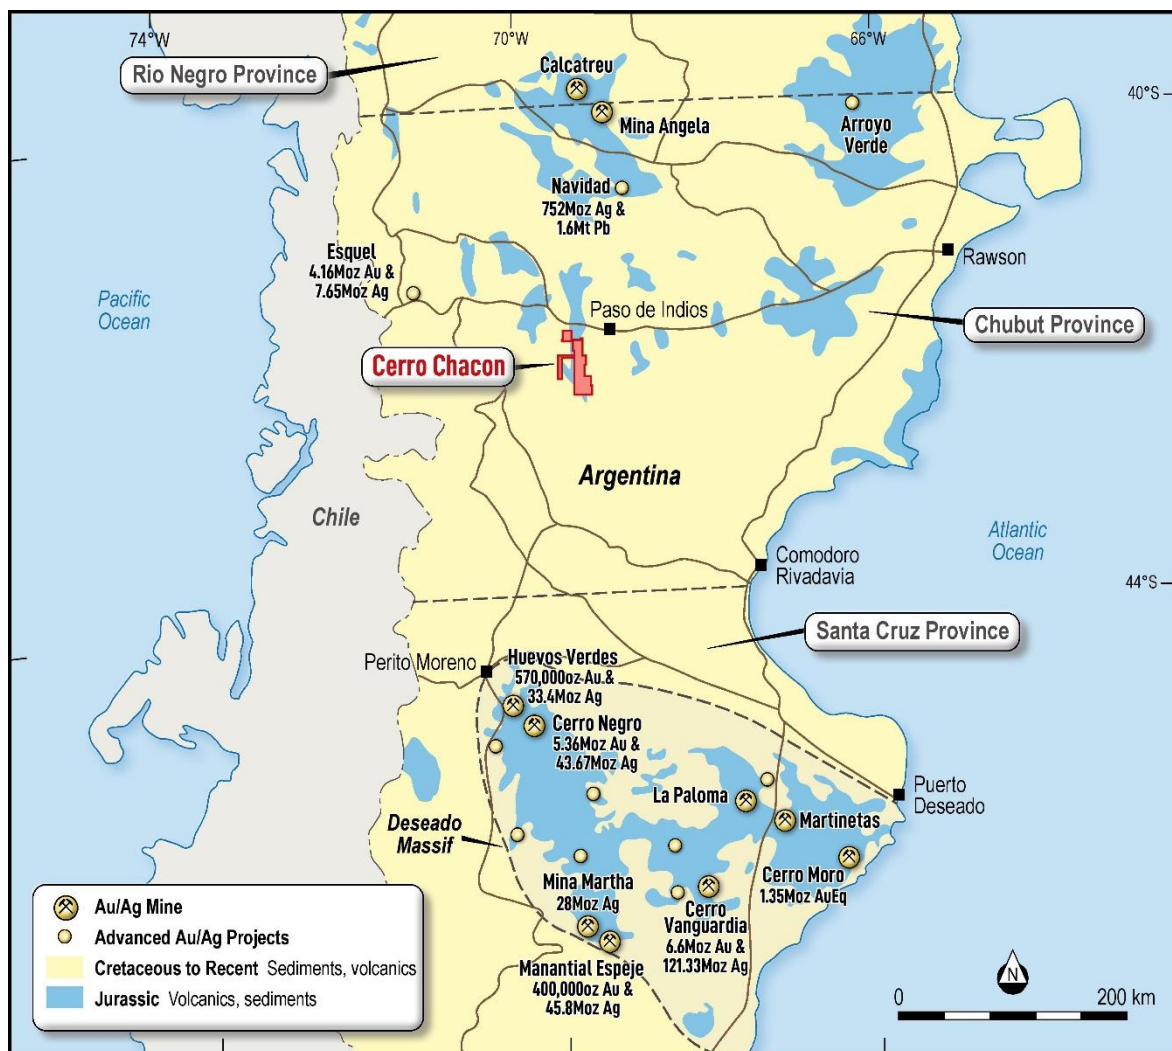 74°W
70°W
66°W
Rio Negro Province
Calcatreu
40°S
Mina Angela
Arroyo
Verde
Navidad
752Moz Ag &
1.6Mt Pb
Esquel
4.16Moz Au &
7.65Moz Ag
Rawson
Pacific
Ocean
Paso de Indios
Chubut Province
Cerro Chacon
Argentina
Chile
Atlantic
Ocean
Comodoro
Rivadavia
44°S
Santa Cruz Province
Perito Moreno
Huevos Verdes
570,000oz Au &
33.4Moz Ag
Cerro Negro
5.36Moz Au &
43.67Moz Ag
La Paloma
Puerto
Deseado
Martinetas
Deseado
Massif
Cerro Moro
1.35Moz AuEq
Mina Martha
28Moz Ag
Cerro
Vanguardia
6.6Moz Au &
121.33Moz Ag
Manantial Espeje
400,000oz Au &
45.8Moz Ag
Au/Ag Mine
Advanced Au/Ag Projects
Cretaceous to Recent Sediments, volcanics
Jurassic Volcanics, sediments
N
0 200 km